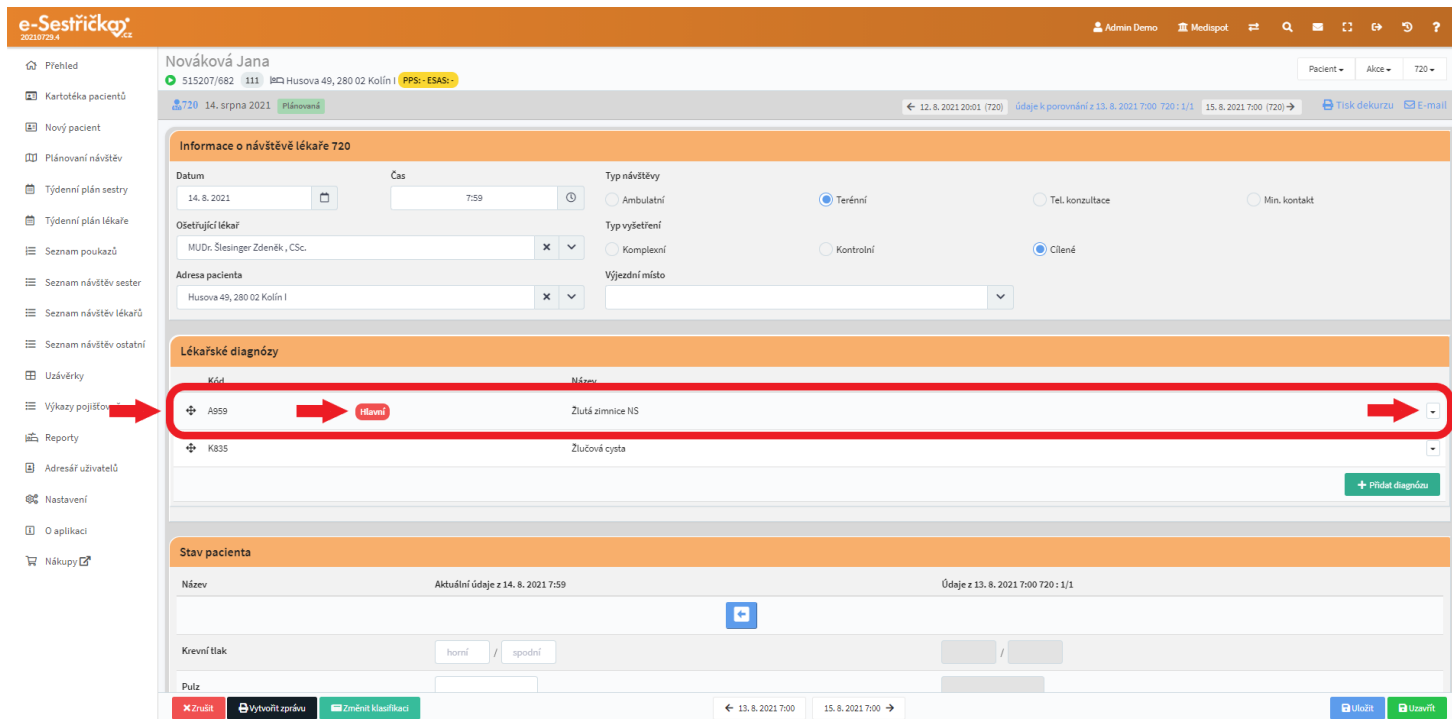 e-Sestřička.cz
20210729.4
Admin Demo Medispot
Přehled
Kartotéka pacientů
Nový pacient
Plánovaní návštěv
Týdenní plán sestry
Týdenní plán lékaře
Seznam poukazů
Seznam návštěv sester
Seznam návštěv lékařů
Seznam návštěv ostatní
Uzávěrky
Výkazy
Reporty
Adresář uživatelů
Nastavení
O aplikaci
Nákupy
Nováková Jana
515207/682 111 Husova 49, 280 02 Kolín I PPS: - ESAS: -
Pacient Akce 720
720 14. srpna 2021 Plánovaná
12. 8. 2021 20:01 (720) údaje k porovnání z 13. 8. 2021 7:00 720 : 1/1 15. 8. 2021 7:00 (720) Tisk dekurzu E-mail
Informace o návštěvě lékaře 720
Datum Čas Typ návštěvy
14. 8. 2021 7:59 Ambulatní Terénní Tel. konzultace Min. kontakt
Ošetřující lékař Typ vyšetření
MUDr. Šlesinger Zdeněk , CSc. Komplexní Kontrolní Cílené
Adresa pacienta Výjezdní místo
Husova 49, 280 02 Kolín I
Lékařské diagnózy
Kód Název
A959 Hlavní Žlutá zimnice NS
K835 Žlučová cysta
+ Přidat diagnózu
Stav pacienta
Název Aktuální údaje z 14. 8. 2021 7:59 Údaje z 13. 8. 2021 7:00 720 : 1/1
Krevní tlak horní / spodní /
Pulz
Zrušit Vytvořit zprávu Změnit klasifikaci 13. 8. 2021 7:00 15. 8. 2021 7:00 Uložit Uzavřít